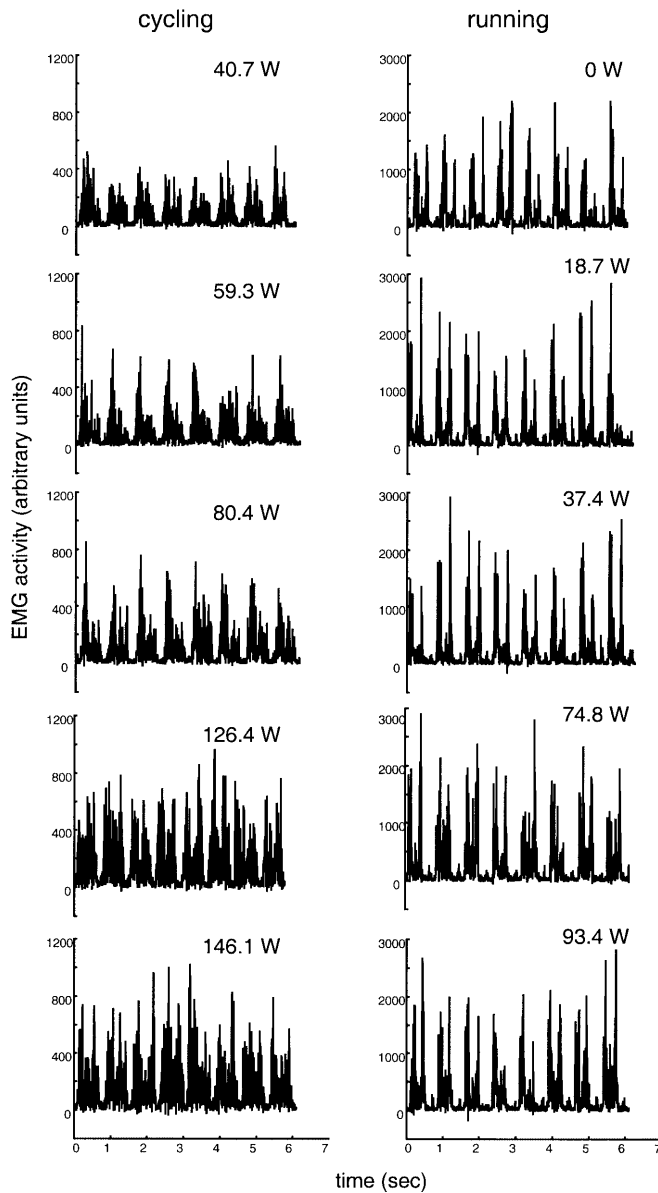 cycling
running
EMG activity (arbitrary units)
40.7 W
1200
800
400
0
0 W
3000
2000
1000
0
59.3 W
1200
800
400
0
18.7 W
3000
2000
1000
0
80.4 W
1200
800
400
0
37.4 W
3000
2000
1000
0
126.4 W
1200
800
400
0
74.8 W
3000
2000
1000
0
146.1 W
1200
800
400
0
93.4 W
3000
2000
1000
0
0 1 2 3 4 5 6 7
0 1 2 3 4 5 6 7
time (sec)